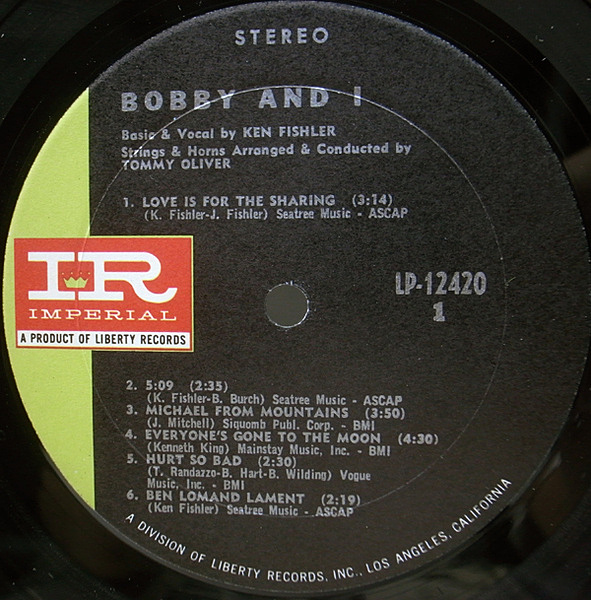 STEREO
BOBBY AND I
Basic & Vocal by KEN FISHLER
Strings & Horns Arranged & Conducted by
TOMMY OLIVER
1. LOVE IS FOR THE SHARING (3:14)
(K. Fishler-J. Fishler) Seatree Music - ASCAP
IR
IMPERIAL
A PRODUCT OF LIBERTY RECORDS
LP-12420
1
2. 5:09 (2:35)
(K. Fishler-B. Burch) Seatree Music - ASCAP
3. MICHAEL FROM MOUNTAINS (3:50)
(J. Mitchell) Siquomb Publ. Corp. - BMI
4. EVERYONE'S GONE TO THE MOON (4:30)
(Kenneth King) Mainstay Music, Inc. - BMI
5. HURT SO BAD (2:30)
(T. Randazzo-B. Hart-B. Wilding) Vogue
Music, Inc. - BMI
6. BEN LOMAND LAMENT (2:19)
(Ken Fishler) Seatree Music - ASCAP
A DIVISION OF LIBERTY RECORDS, INC., LOS ANGELES, CALIFORNIA